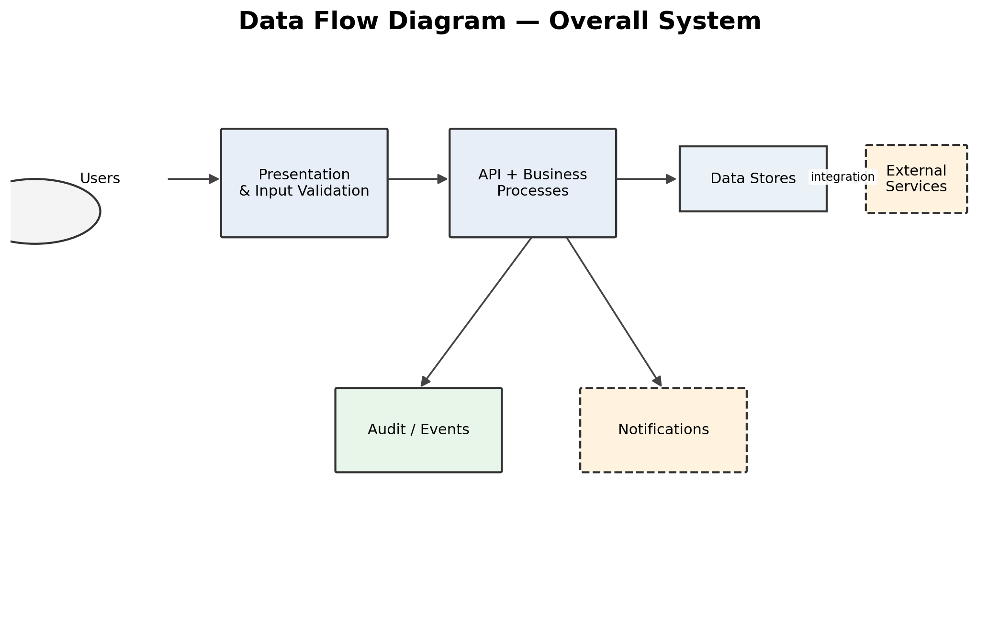 Data Flow Diagram — Overall System
Users
Presentation
& Input Validation
API + Business
Processes
Data Stores
integration
External
Services
Audit / Events
Notifications